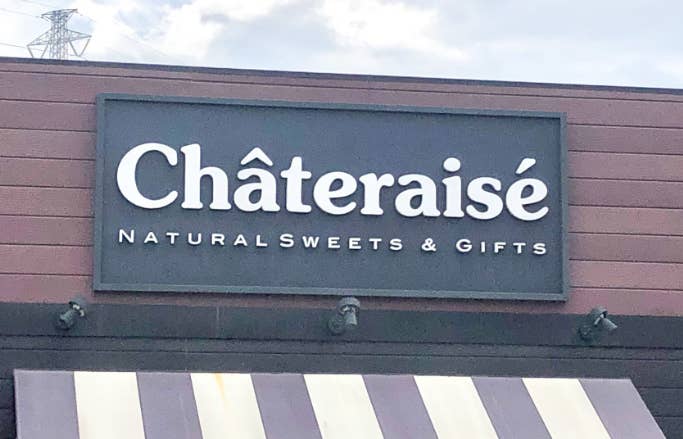 Châteraisé
NATURAL SWEETS & GIFTS